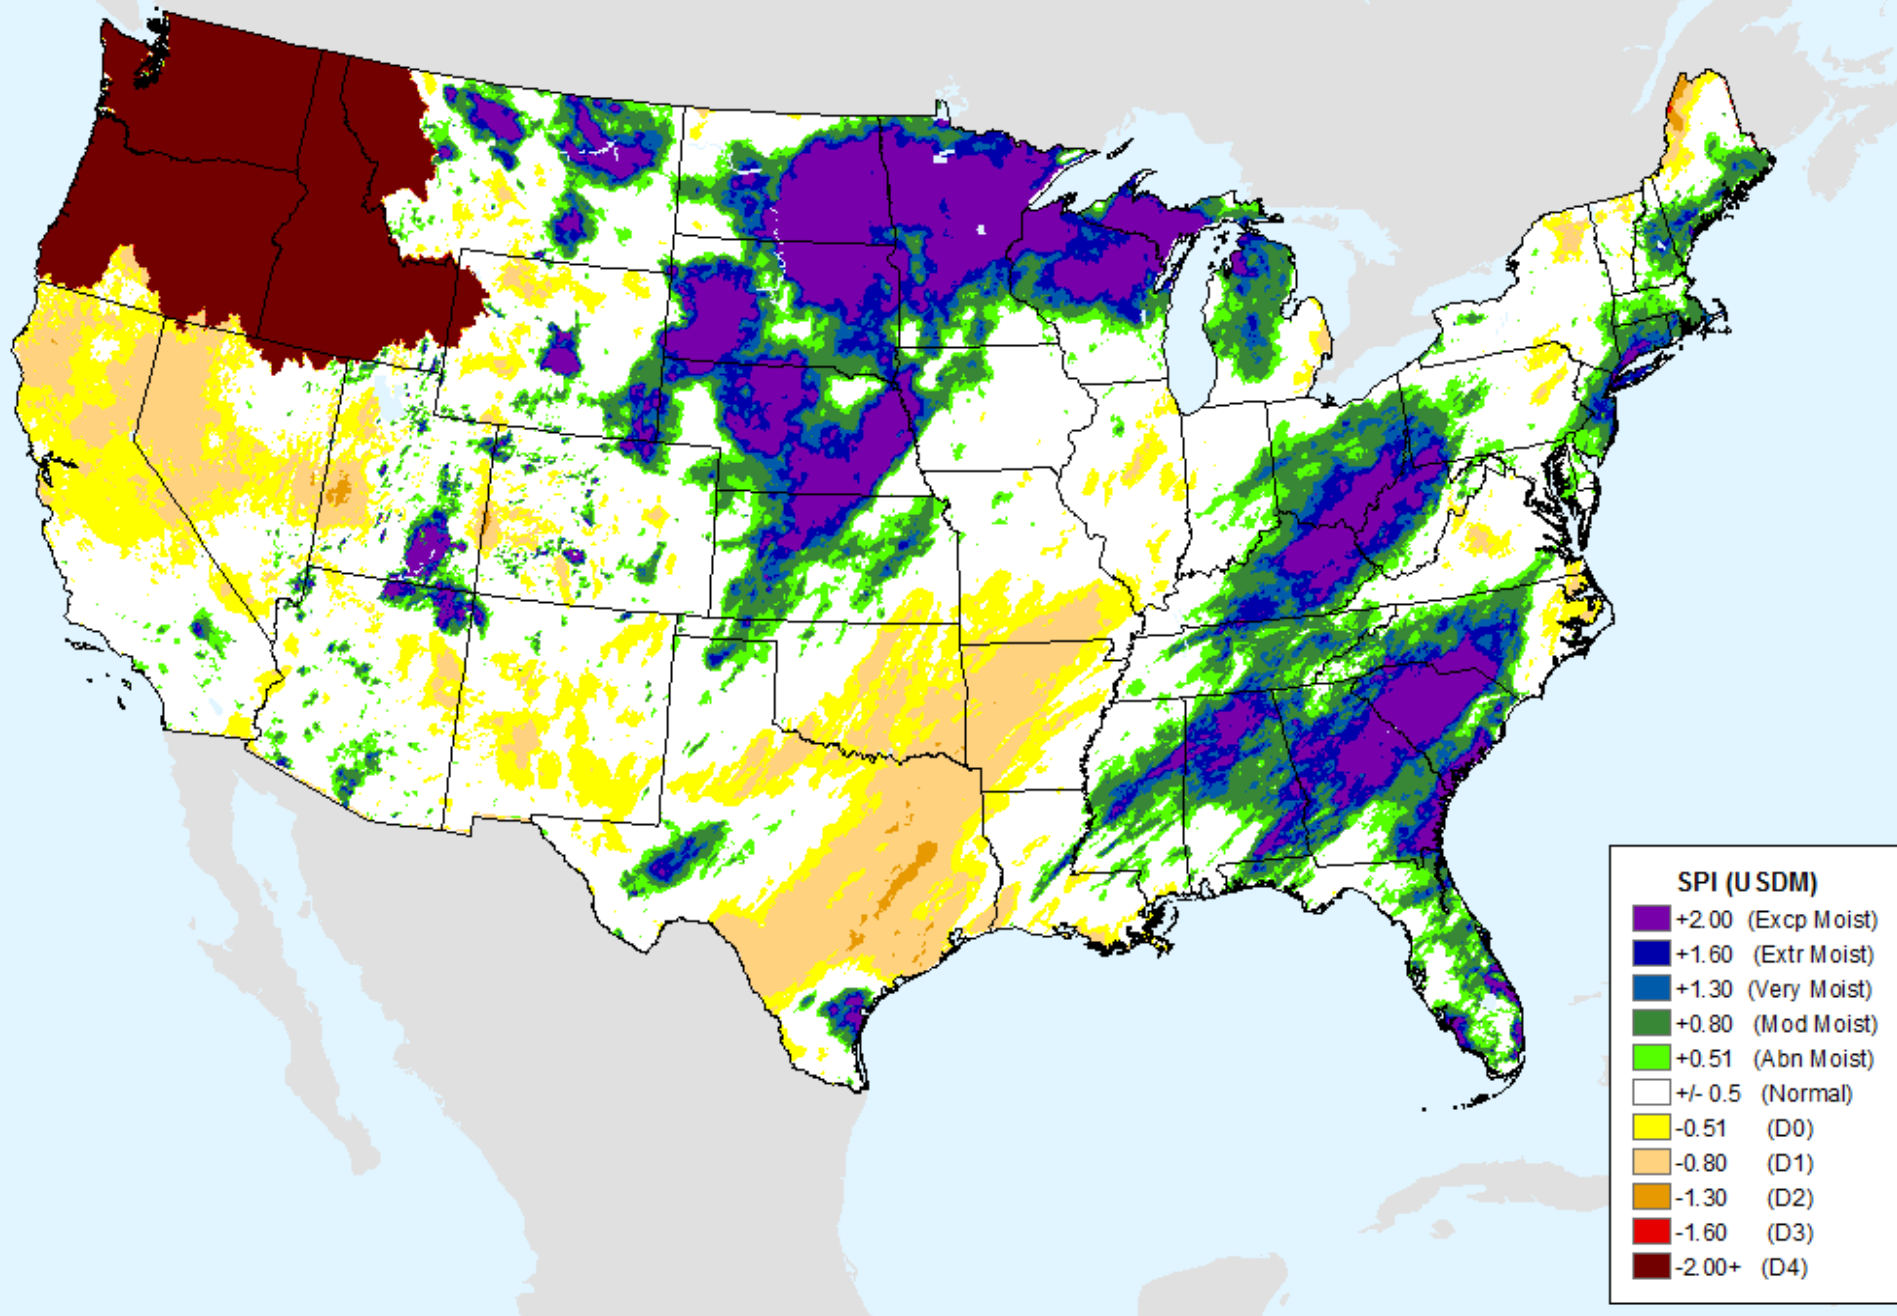 SPI (USDM)
+2.00 (Excp Moist)
+1.60 (Extr Moist)
+1.30 (Very Moist)
+0.80 (Mod Moist)
+0.51 (Abn Moist)
+/- 0.5 (Normal)
-0.51 (D0)
-0.80 (D1)
-1.30 (D2)
-1.60 (D3)
-2.00+ (D4)